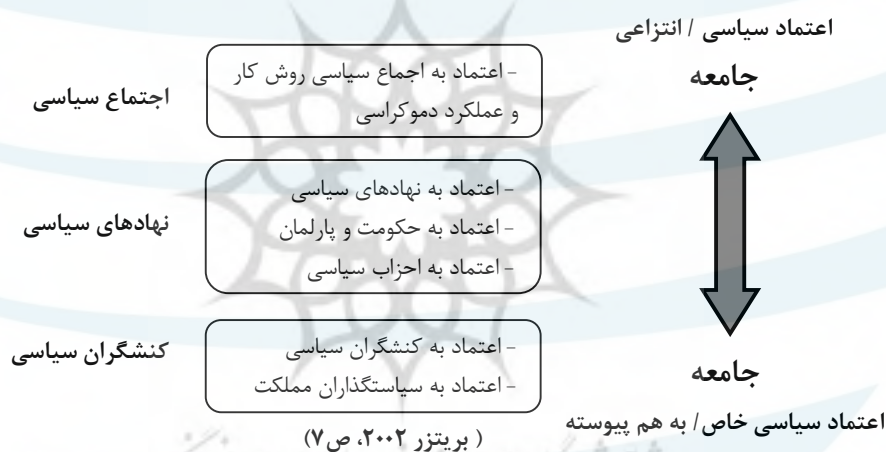 اعتماد سیاسی / انتزاعی
جامعه
- اعتماد به اجماع سیاسی روش کار
و عملکرد دموکراسی
اجتماع سیاسی
- اعتماد به نهادهای سیاسی
- اعتماد به حکومت و پارلمان
- اعتماد به احزاب سیاسی
نهادهای سیاسی
- اعتماد به کنشگران سیاسی
- اعتماد به سیاستگذاران مملکت
کنشگران سیاسی
جامعه
اعتماد سیاسی خاص/ به هم پیوسته
( بریتزر ۲۰۰۲، ص۷)